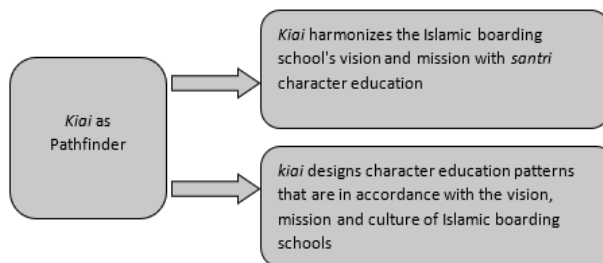 Kiai as
Pathfinder
Kiai harmonizes the Islamic boarding
school's vision and mission with santri
character education
kiai designs character education patterns
that are in accordance with the vision,
mission and culture of Islamic boarding
schools